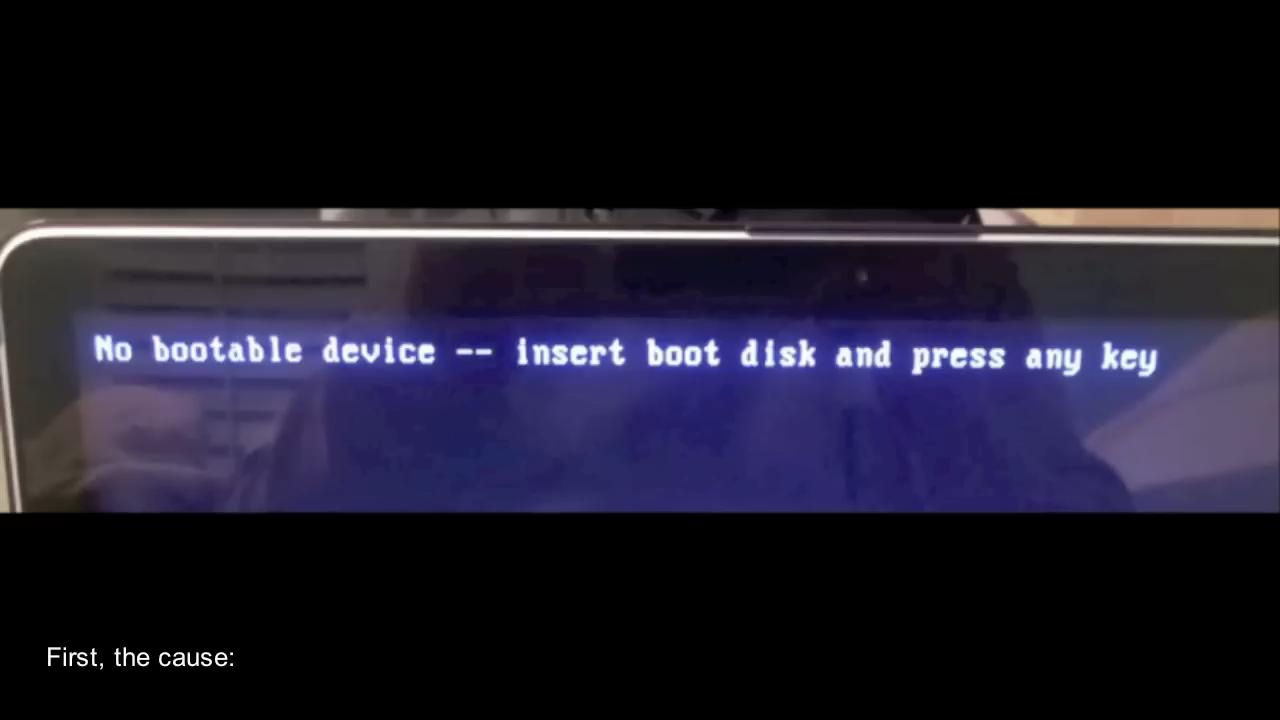 No bootable device -- insert boot disk and press any key
First, the cause: